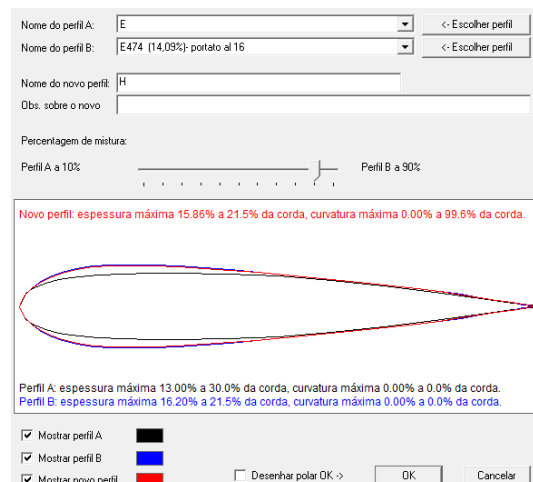 Nome do perfil A: E <- Escolher perfil
Nome do perfil B: E474 (14,09%)- portato al 16 <- Escolher perfil
Nome do novo perfil: H
Obs. sobre o novo
Percentagem de mistura:
Perfil A a 10% Perfil B a 90%
Novo perfil: espessura máxima 15.86% a 21.5% da corda, curvatura máxima 0.00% a 99.6% da corda.
Perfil A: espessura máxima 13.00% a 30.0% da corda, curvatura máxima 0.00% a 0.0% da corda.
Perfil B: espessura máxima 16.20% a 21.5% da corda, curvatura máxima 0.00% a 0.0% da corda.
Mostrar perfil A
Mostrar perfil B
Mostrar novo perfil Desenhar polar OK -> OK Cancelar